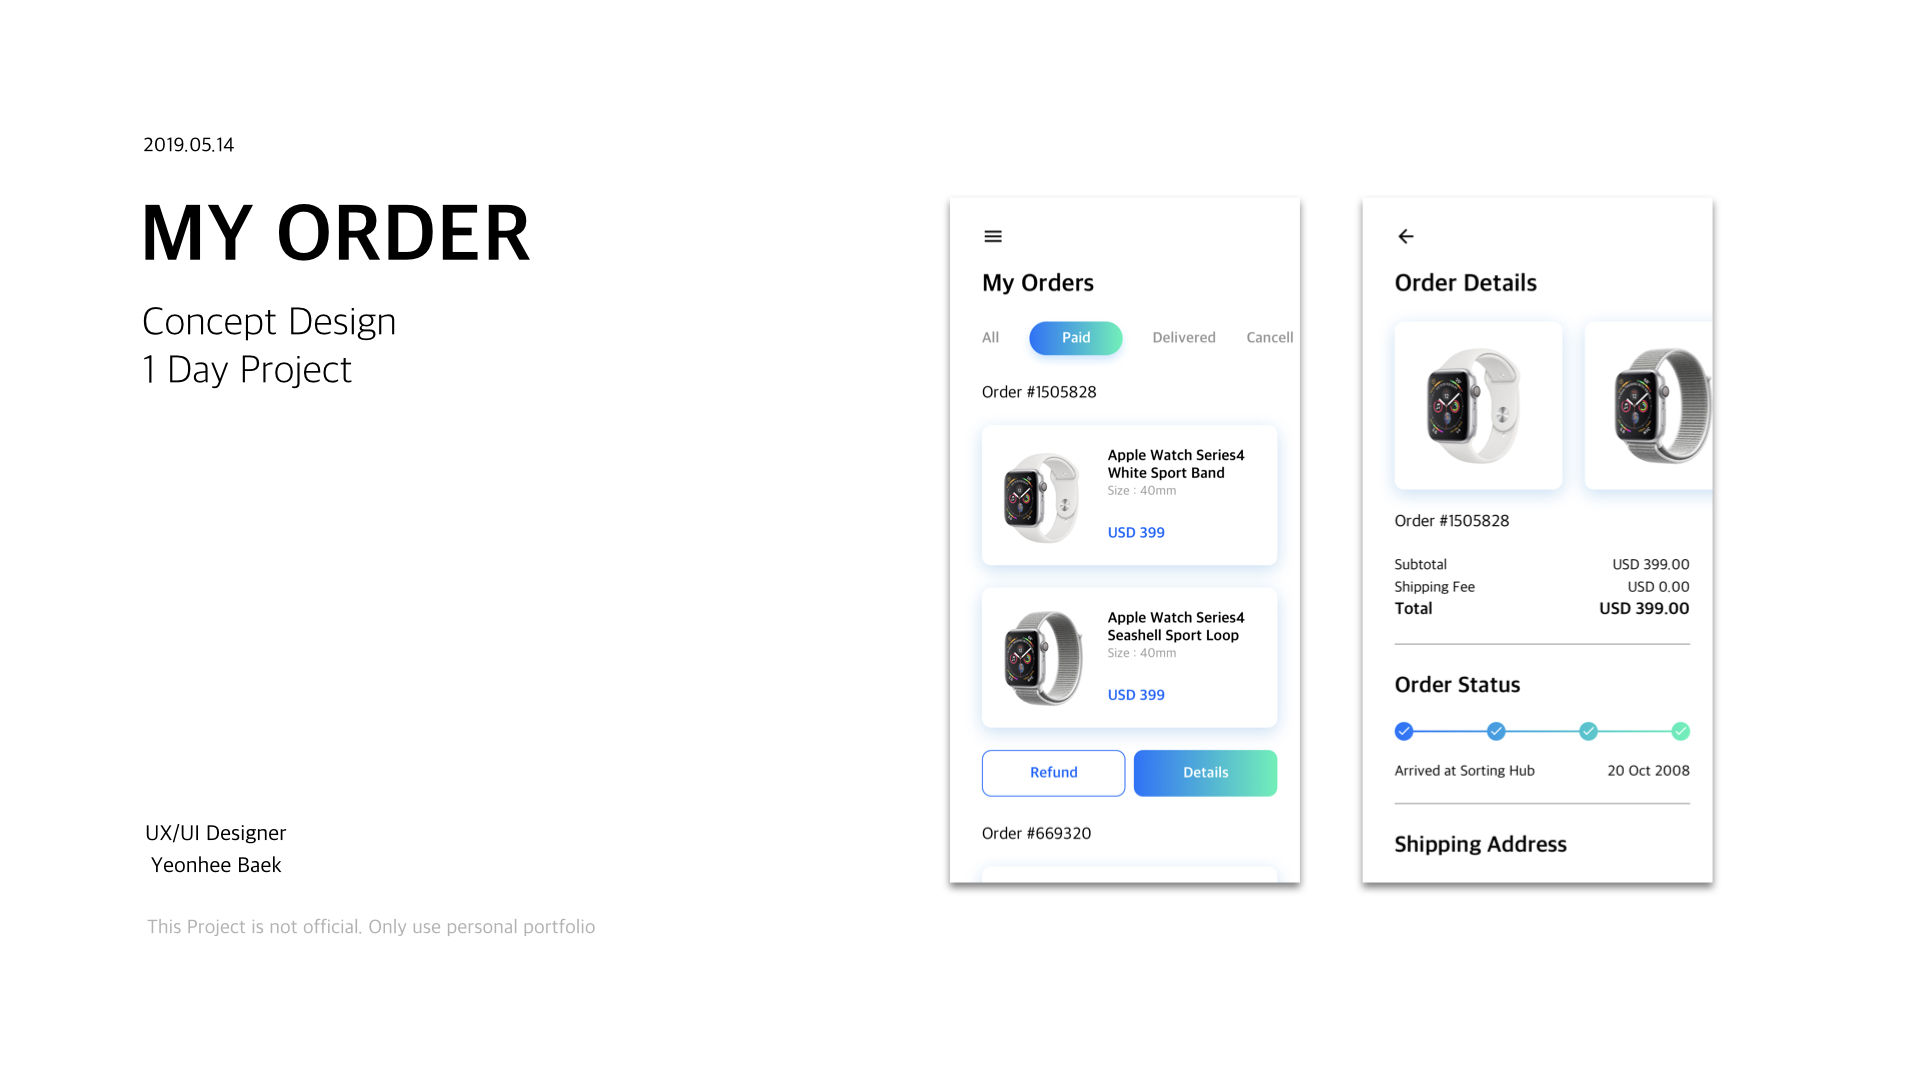 2019.05.14
MY ORDER
Concept Design
1 Day Project
UX/UI Designer
Yeonhee Baek
This Project is not official. Only use personal portfolio
My Orders
All
Paid
Delivered
Cancell
Order #1505828
Apple Watch Series4
White Sport Band
Size : 40mm
USD 399
Apple Watch Series4
Seashell Sport Loop
Size : 40mm
USD 399
Refund
Details
Order #669320
Order Details
Order #1505828
Subtotal USD 399.00
Shipping Fee USD 0.00
Total USD 399.00
Order Status
Arrived at Sorting Hub 20 Oct 2008
Shipping Address